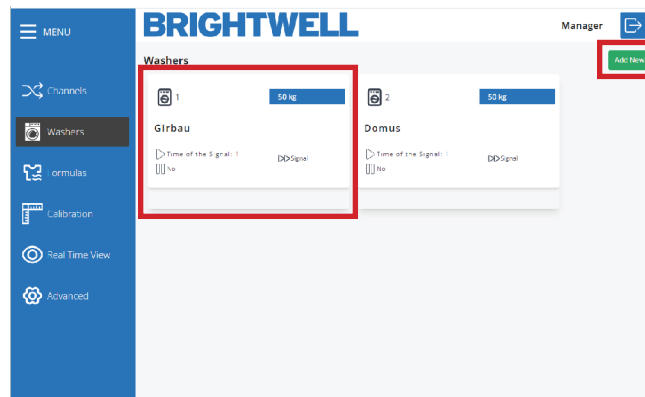 MENU
BRIGHTWELL
Manager
Washers
Add New
Channels
Washers
Formulas
Calibration
Real Time View
Advanced
1
50 kg
Girbau
Time of the Signal: 1
Signal
No
2
50 kg
Domus
Time of the Signal: 1
Signal
No